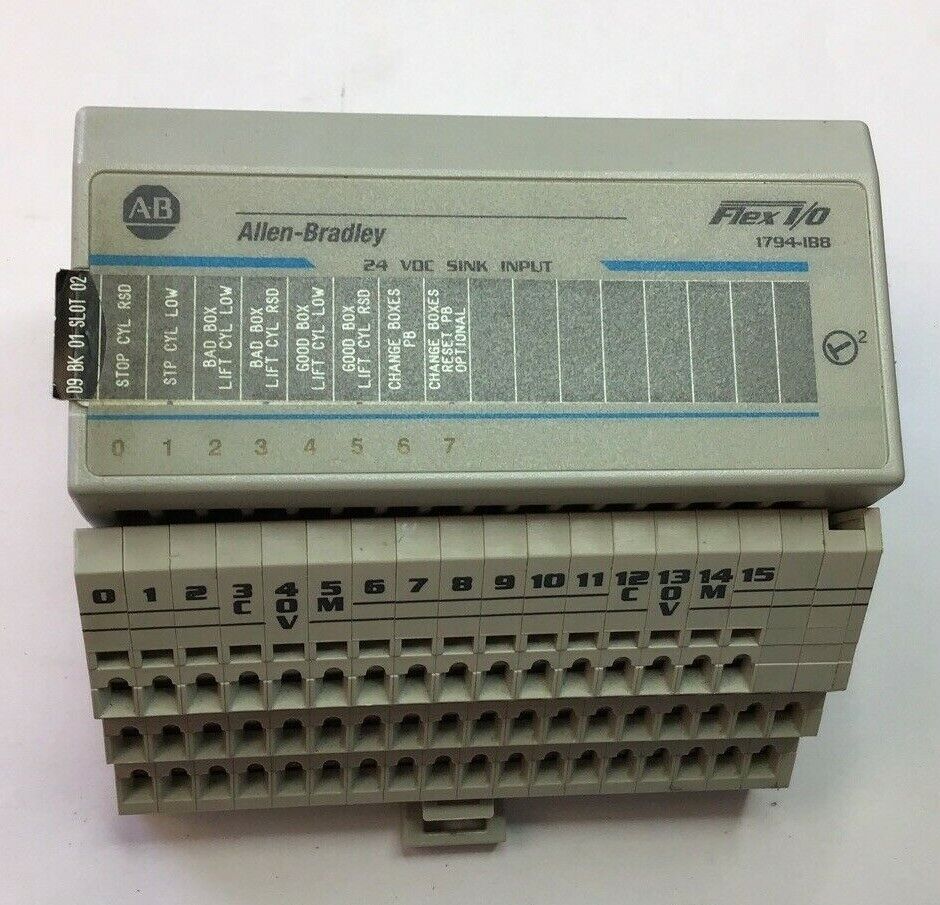 A-B
Allen-Bradley
Flex I/O
1794-IB8
24 VDC SINK INPUT
D9 BK 01 SLOT 02
STOP CYL RSD
STP CYL LOW
BAD BOX
LIFT CYL LOW
BAD BOX
LIFT CYL RSD
GOOD BOX
LIFT CYL LOW
GOOD BOX
LIFT CYL RSD
CHANGE BOXES
PB
CHANGE BOXES
RESET PB
OPTIONAL
2
0 1 2 3 4 5 6 7
0 1 2 3 4 5 6 7 8 9 10 11 12 13 14 15
C 0 M C 0 M
V V